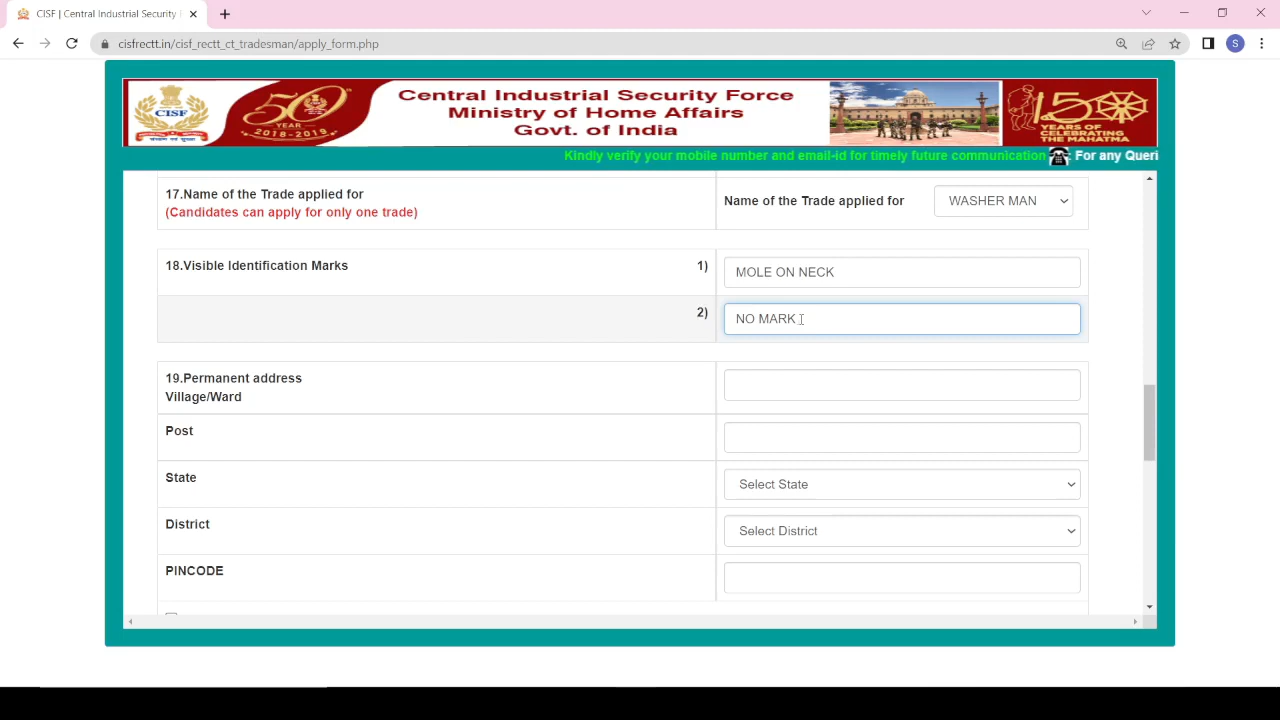 CISF | Central Industrial Security
cisfrectt.in/cisf_rectt_ct_tradesman/apply_form.php
S
CISF
50
YEAR
2018-2019
Central Industrial Security Force
Ministry of Home Affairs
Govt. of India
150
YEARS OF
CELEBRATING
THE MAHATMA
Kindly verify your mobile number and email-id for timely future communication : For any Queri
17.Name of the Trade applied for
(Candidates can apply for only one trade)
Name of the Trade applied for
WASHER MAN
18.Visible Identification Marks 1)
MOLE ON NECK
2)
NO MARK
19.Permanent address
Village/Ward
Post
State
Select State
District
Select District
PINCODE